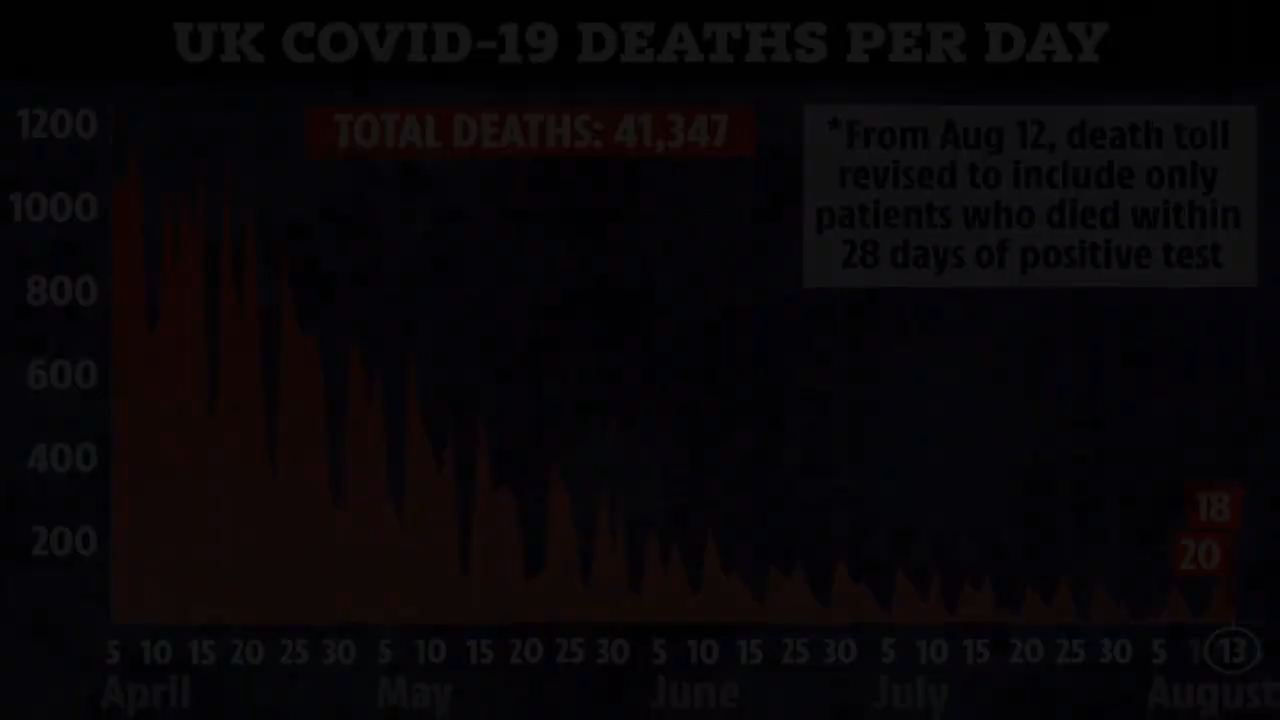 UK COVID-19 DEATHS PER DAY
1200
TOTAL DEATHS: 41,347
*From Aug 12, death toll
revised to include only
patients who died within
28 days of positive test
1000
800
600
400
200
18
20
5 10 15 20 25 30 5 10 15 20 25 30 5 10 15 25 30 5 10 15 20 25 30 5 10 13
April May June July August